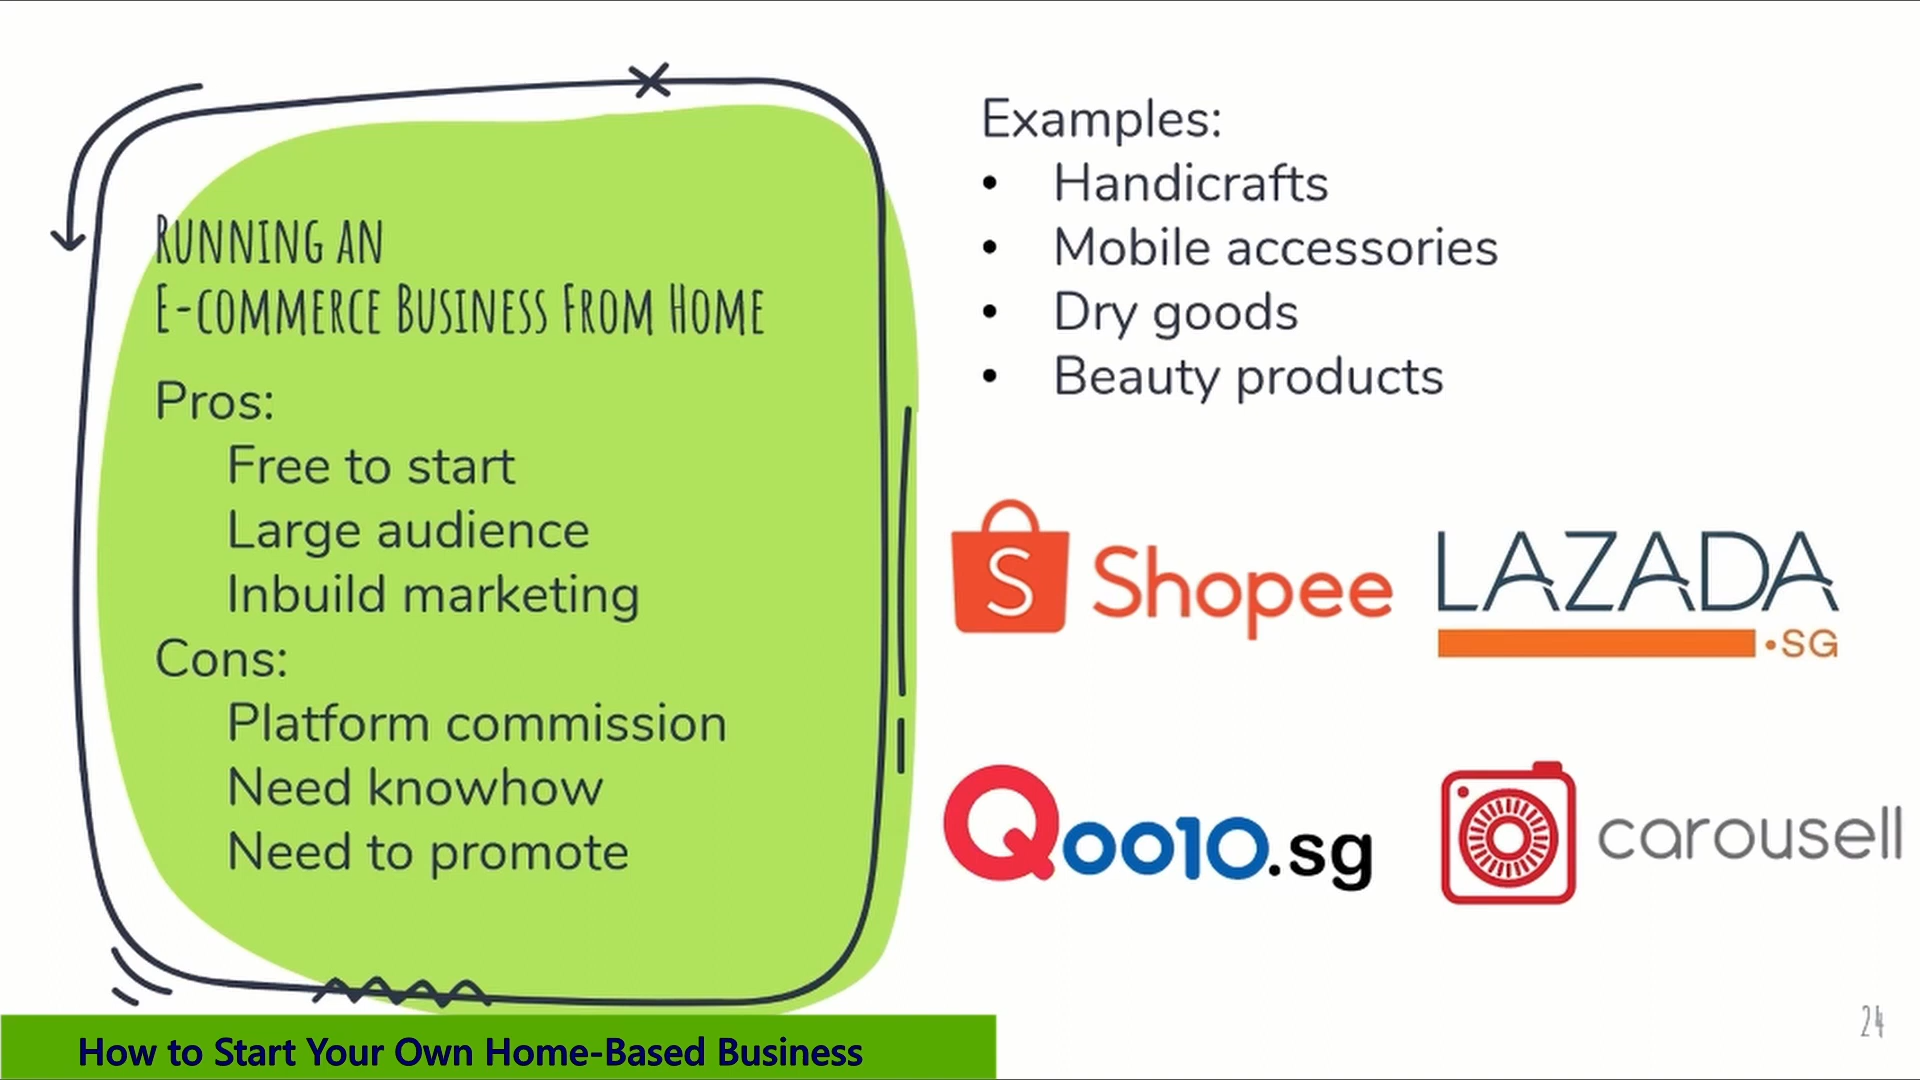 Running an
E-commerce Business From Home
Pros:
Free to start
Large audience
Inbuild marketing
Cons:
Platform commission
Need knowhow
Need to promote
Examples:
• Handicrafts
• Mobile accessories
• Dry goods
• Beauty products
S Shopee
LAZADA
.SG
Qoo10.sg
carousell
24
How to Start Your Own Home-Based Business